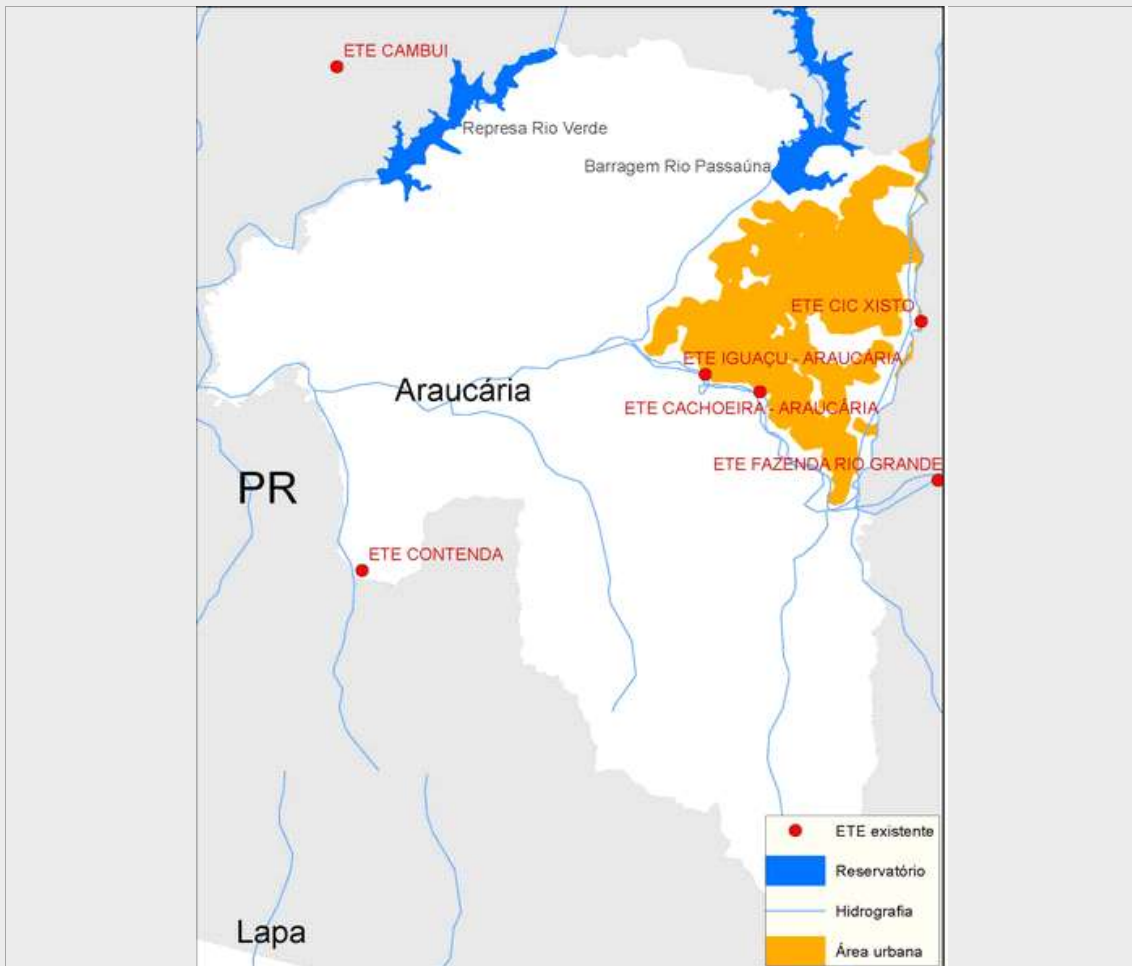 ETE CAMBUI
Represa Rio Verde
Barragem Rio Passaúna
ETE CIC XISTO
ETE IGUAÇU - ARAUCÁRIA
Araucária
ETE CACHOEIRA - ARAUCÁRIA
ETE FAZENDA RIO GRANDE
PR
ETE CONTENDA
ETE existente
Reservatório
Hidrografia
Área urbana
Lapa